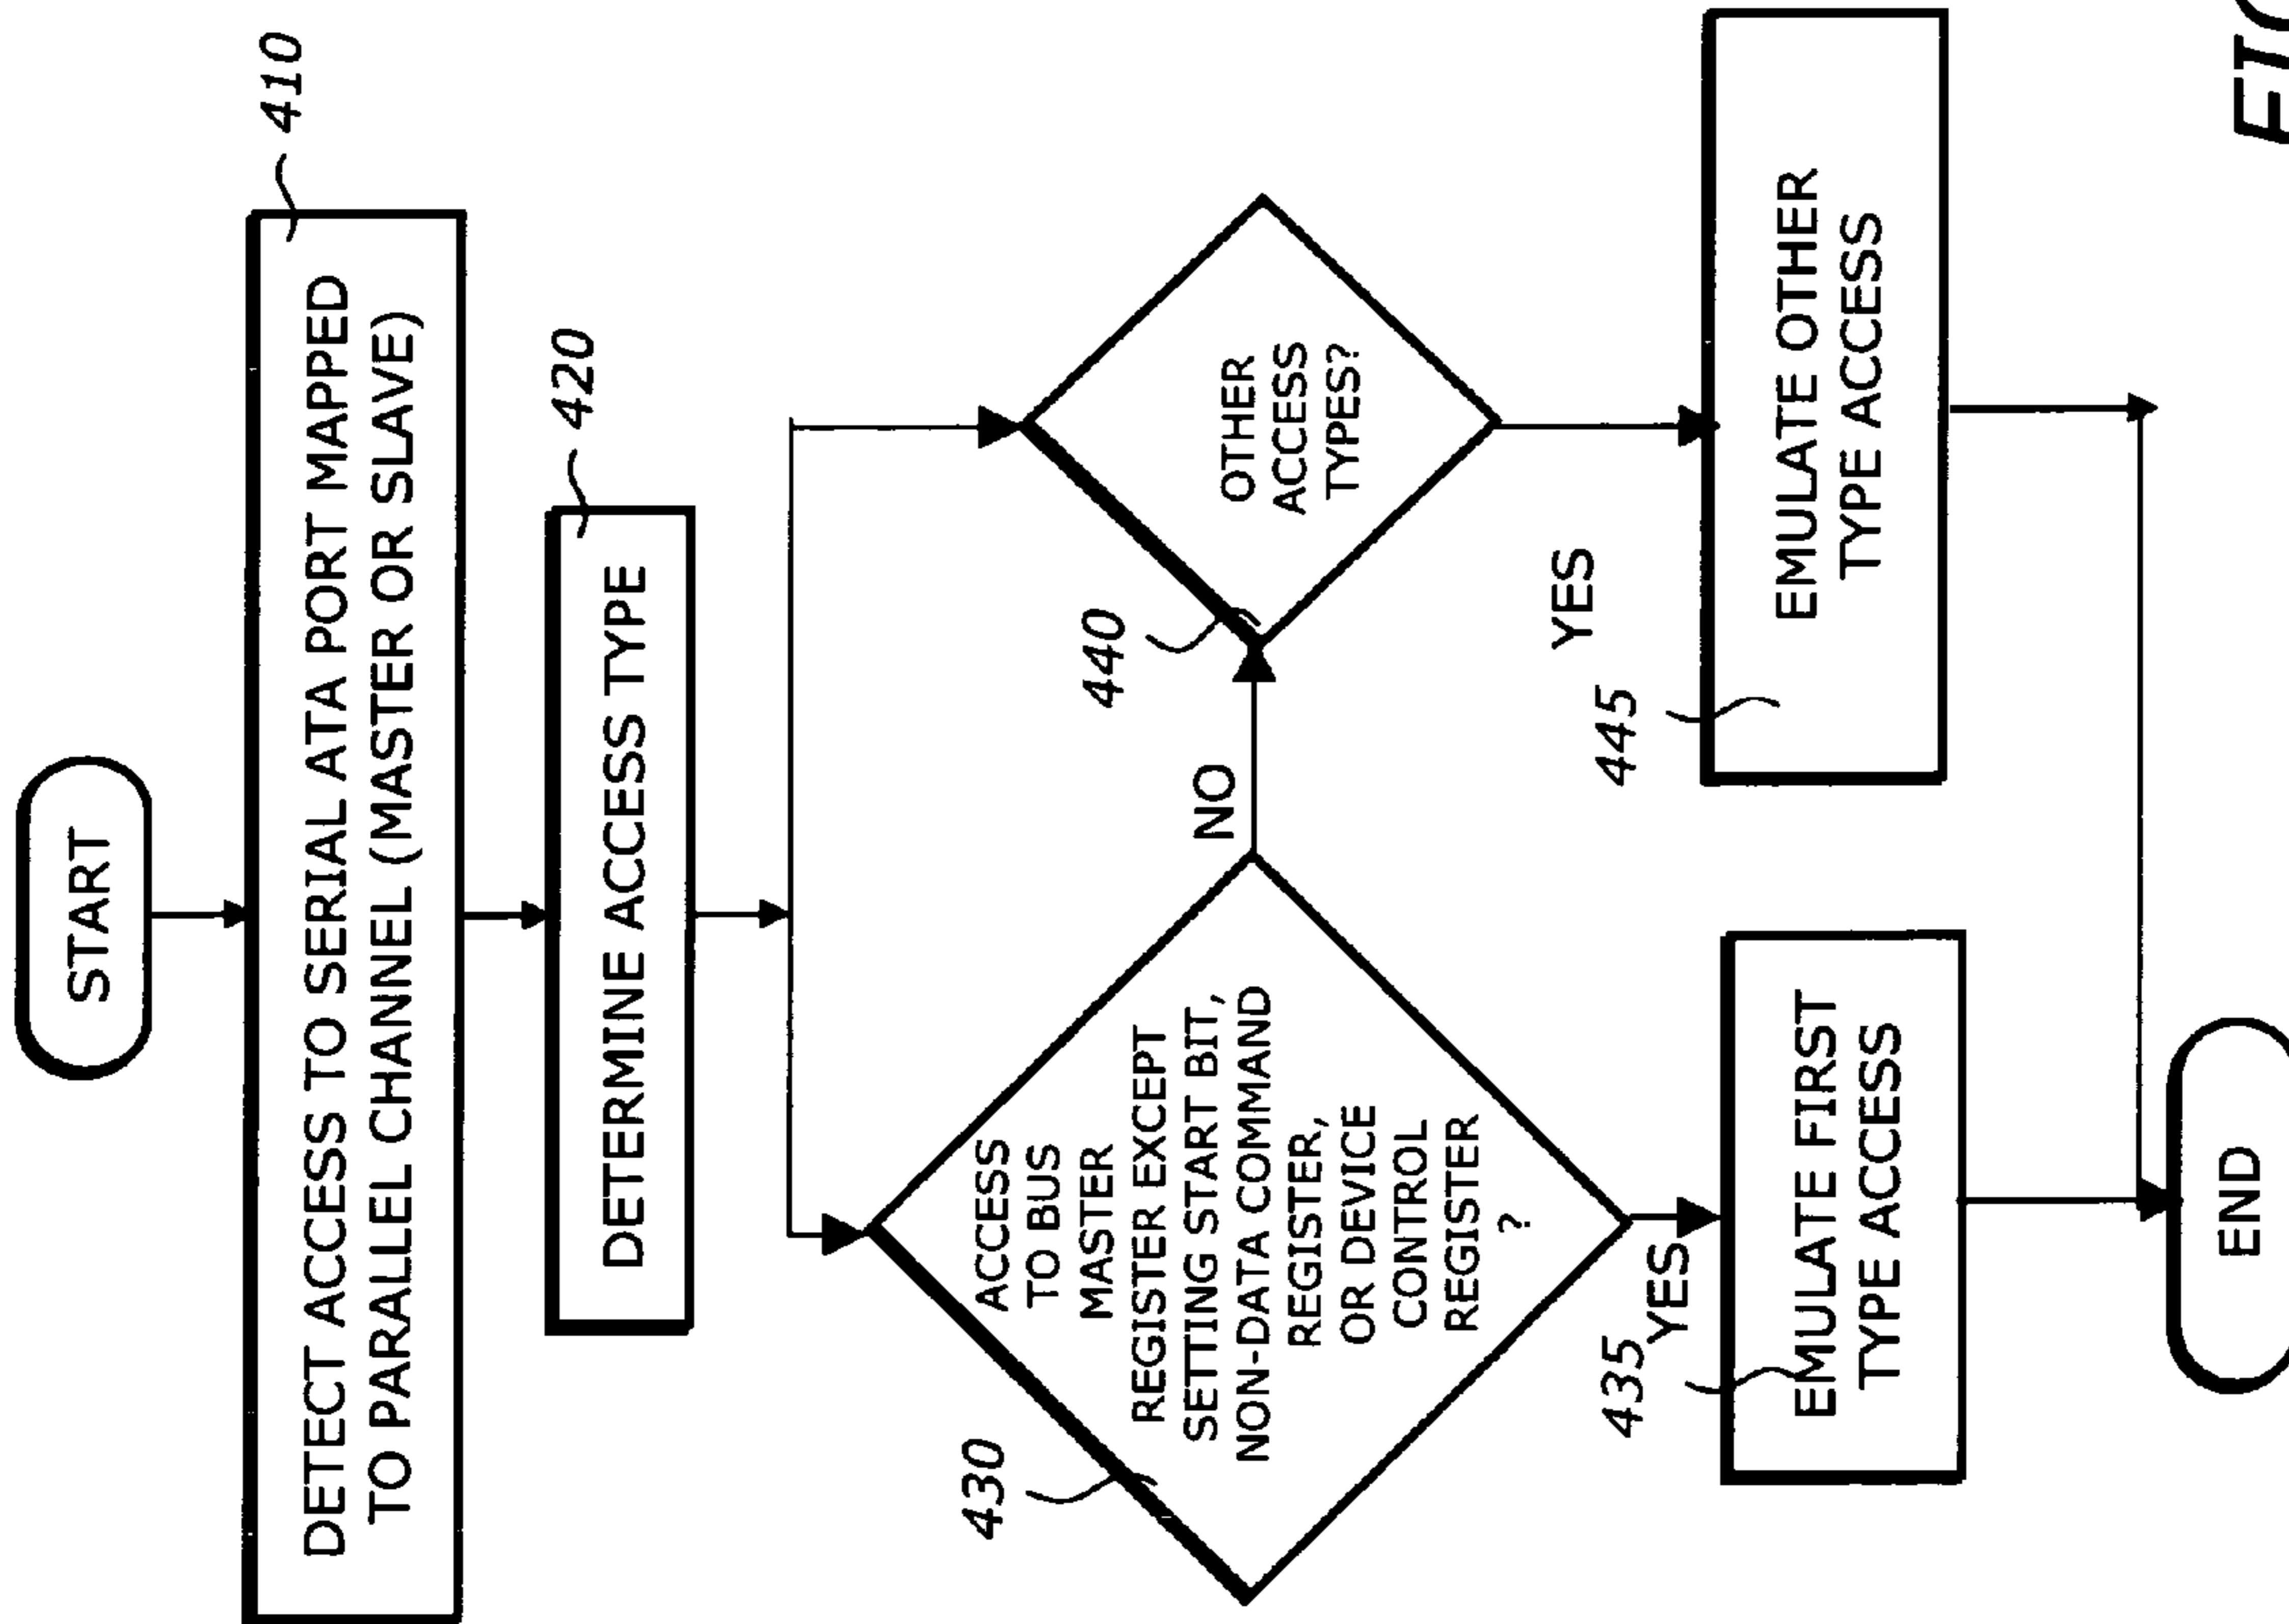 START
410
DETECT ACCESS TO SERIAL ATA PORT MAPPED
TO PARALLEL CHANNEL (MASTER OR SLAVE)
420
DETERMINE ACCESS TYPE
430
ACCESS
TO BUS
MASTER
REGISTER EXCEPT
SETTING START BIT,
NON-DATA COMMAND
REGISTER,
OR DEVICE
CONTROL
REGISTER
?
NO
440
OTHER
ACCESS
TYPES?
435
YES
EMULATE FIRST
TYPE ACCESS
YES
445
EMULATE OTHER
TYPE ACCESS
END